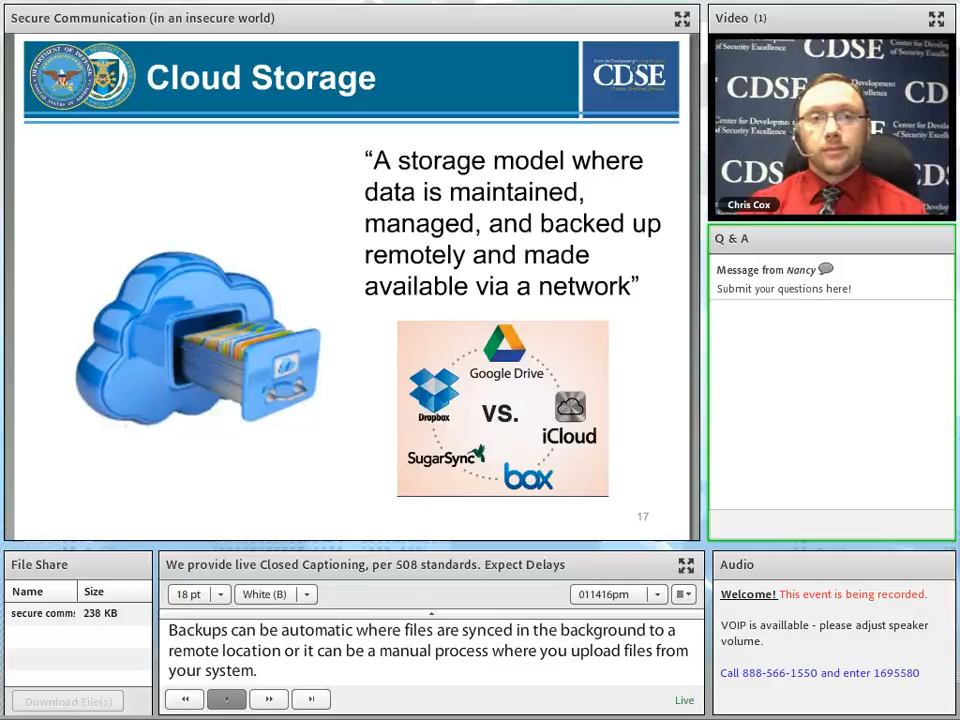 Secure Communication (in an insecure world)
Cloud Storage
CDSE
“A storage model where
data is maintained,
managed, and backed up
remotely and made
available via a network”
Google Drive
Dropbox
VS.
iCloud
SugarSync
box
17
Video (1)
CDSE
Chris Cox
Q & A
Message from Nancy
Submit your questions here!
File Share
Name Size
secure comm: 238 KB
Download File(s)
We provide live Closed Captioning, per 508 standards. Expect Delays
18 pt White (B) 011416pm
Backups can be automatic where files are synced in the background to a
remote location or it can be a manual process where you upload files from
your system.
Live
Audio
Welcome! This event is being recorded.
VOIP is availlable - please adjust speaker
volume.
Call 888-566-1550 and enter 1695580